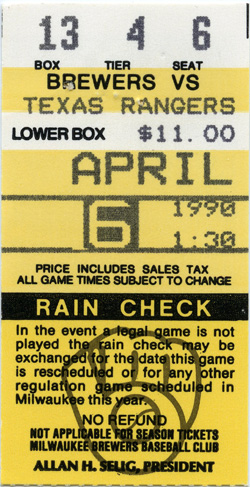 13 4 6
BOX TIER SEAT
BREWERS VS
TEXAS RANGERS
LOWER BOX $11.00
APRIL
6 1990
1:30
PRICE INCLUDES SALES TAX
ALL GAME TIMES SUBJECT TO CHANGE
RAIN CHECK
In the event a legal game is not
played the rain check may be
exchanged for the date this game
is rescheduled or for any other
regulation game scheduled in
Milwaukee this year.
NO REFUND
NOT APPLICABLE FOR SEASON TICKETS
MILWAUKEE BREWERS BASEBALL CLUB
ALLAN H. SELIG, PRESIDENT